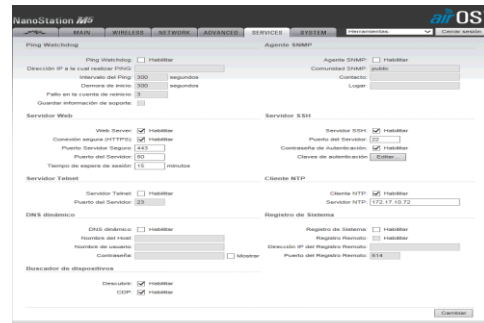 NanoStation M5
airOS
MAIN WIRELESS NETWORK ADVANCED SERVICES SYSTEM Herramientas: Cerrar sesión
Ping Watchdog
Ping Watchdog: Habilitar
Dirección IP a la cual realizar PING:
Intervalo del Ping: 300 segundos
Demora de inicio: 300 segundos
Fallo en la cuenta de reinicio: 3
Guardar información de soporte:
Agente SNMP
Agente SNMP: Habilitar
Comunidad SNMP: public
Contacto:
Lugar:
Servidor Web
Web Server: Habilitar
Conexión segura (HTTPS): Habilitar
Puerto Servidor Seguro: 443
Puerto del Servidor: 80
Tiempo de espera de sesión: 15 minutos
Servidor SSH
Servidor SSH: Habilitar
Puerto del Servidor: 22
Contraseña de Autenticación: Habilitar
Claves de autenticación: Editar...
Servidor Telnet
Servidor Telnet: Habilitar
Puerto del Servidor: 23
Cliente NTP
Cliente NTP: Habilitar
Servidor NTP: 172.17.10.72
DNS dinámico
DNS dinámico: Habilitar
Nombre del Host:
Nombre de usuario:
Contraseña: Mostrar
Registro de Sistema
Registro de Sistema: Habilitar
Registro Remoto: Habilitar
Dirección IP del Registro Remoto:
Puerto del Registro Remoto: 514
Buscador de dispositivos
Descubrir: Habilitar
CDP: Habilitar
Cambiar